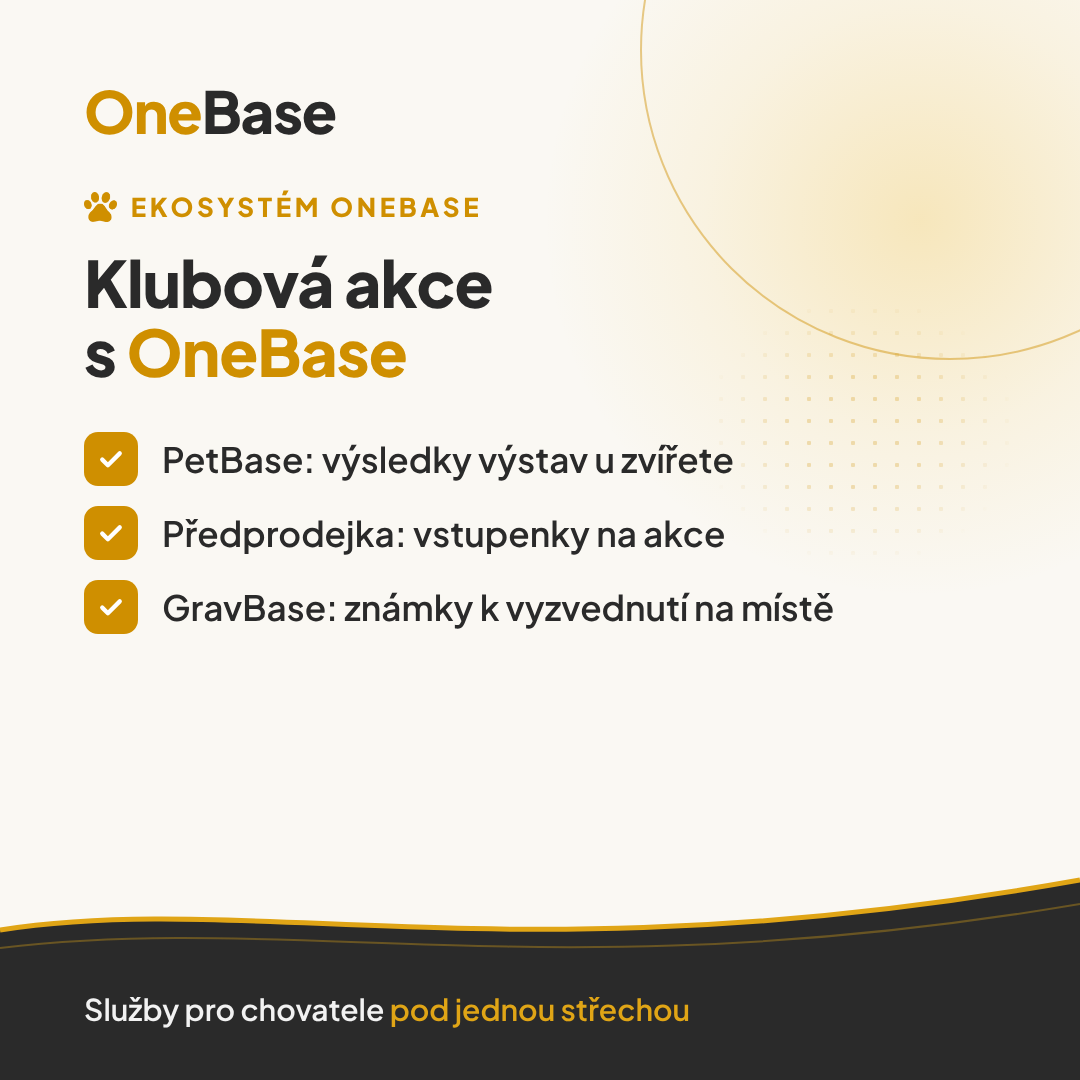 OneBase
EKOSYSTÉM ONEBASE
Klubová akce
s OneBase
PetBase: výsledky výstav u zvířete
Předprodejka: vstupenky na akce
GravBase: známky k vyzvednutí na místě
Služby pro chovatele pod jednou střechou